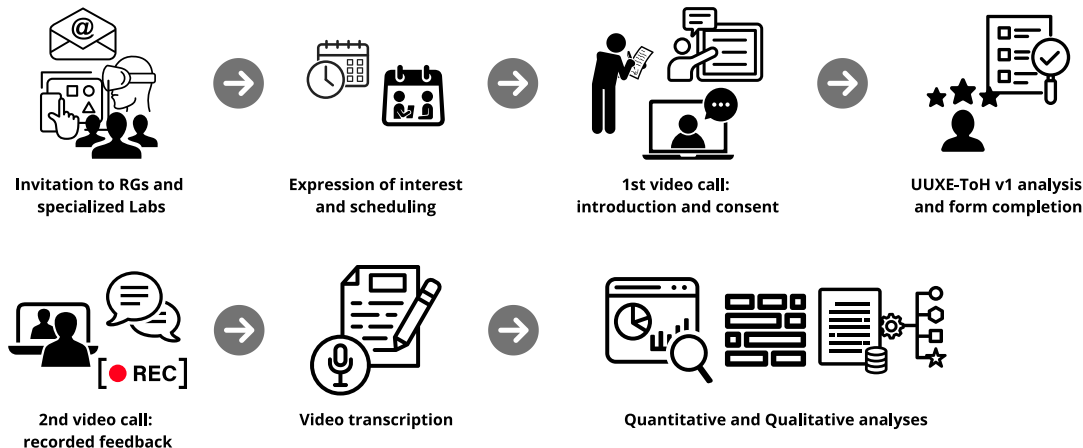 @
Invitation to RGs and
specialized Labs
Expression of interest
and scheduling
1st video call:
introduction and consent
UUXE-ToH v1 analysis
and form completion
[● REC]
2nd video call:
recorded feedback
Video transcription
Quantitative and Qualitative analyses